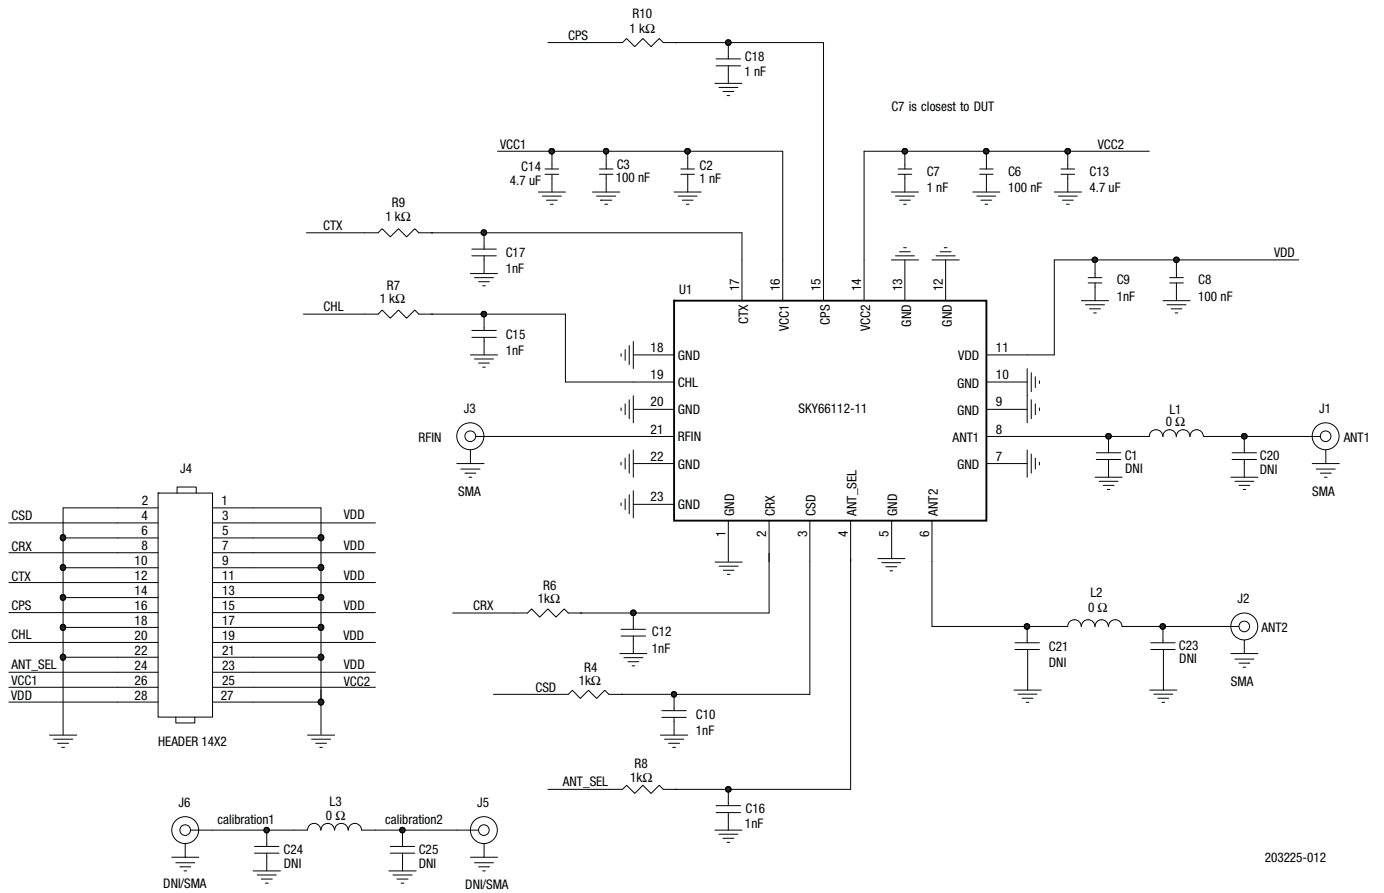 R10
1 kΩ
CPS
C18
1 nF
C7 is closest to DUT
VCC1
C14
4.7 uF
C3
100 nF
C2
1 nF
VCC2
C7
1 nF
C6
100 nF
C13
4.7 uF
R9
1 kΩ
CTX
C17
1nF
VDD
C9
1nF
C8
100 nF
R7
1 kΩ
CHL
C15
1nF
U1
17
16
15
14
13
12
CTX
VCC1
CPS
VCC2
GND
GND
18 GND
19 CHL
20 GND
21 RFIN
22 GND
23 GND
SKY66112-11
VDD 11
GND 10
GND 9
ANT1 8
GND 7
GND
CRX
CSD
ANT_SEL
GND
ANT2
1
2
3
4
5
6
J3
RFIN
SMA
L1
0 Ω
C1
DNI
C20
DNI
J1
ANT1
SMA
J4
2 1
CSD 4 3 VDD
6 5
CRX 8 7 VDD
10 9
CTX 12 11 VDD
14 13
CPS 16 15 VDD
18 17
CHL 20 19 VDD
22 21
ANT_SEL 24 23 VDD
VCC1 26 25 VCC2
VDD 28 27
HEADER 14X2
R6
1kΩ
CRX
C12
1nF
R4
1kΩ
CSD
C10
1nF
R8
1kΩ
ANT_SEL
C16
1nF
L2
0 Ω
C21
DNI
C23
DNI
J2
ANT2
SMA
J6
calibration1
L3
0 Ω
calibration2
J5
C24
DNI
C25
DNI
DNI/SMA
DNI/SMA
203225-012